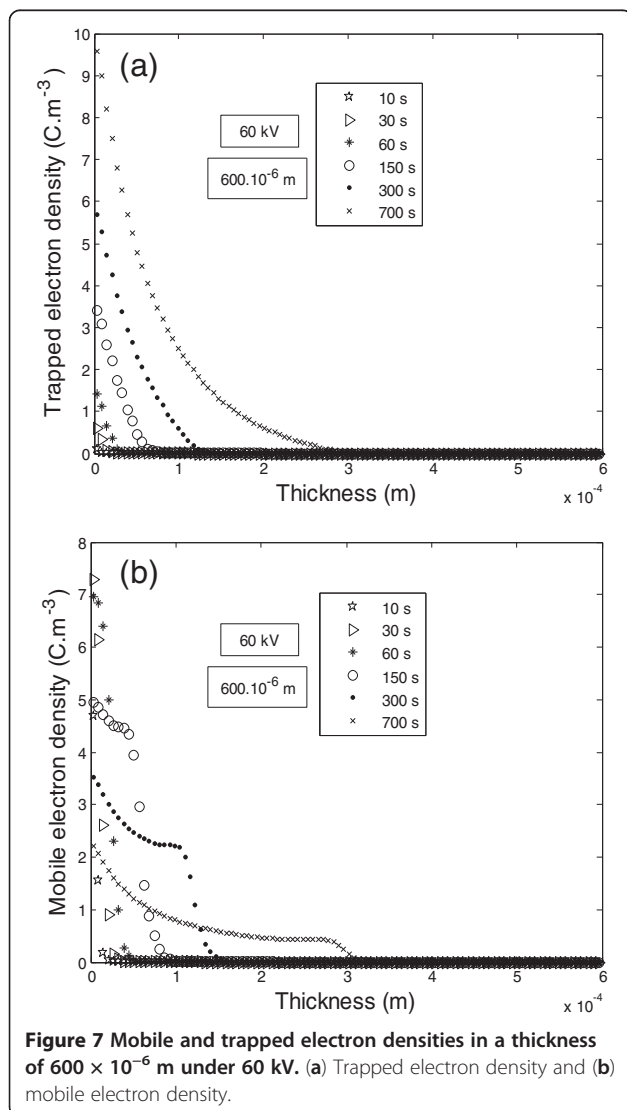 (a)
Trapped electron density (C.m⁻³)
10
9
8
7
6
5
4
3
2
1
0
60 kV
600.10⁻⁶ m
10 s
30 s
60 s
150 s
300 s
700 s
0 1 2 3 4 5 6
x 10⁻⁴
Thickness (m)
(b)
Mobile electron density (C.m⁻³)
8
7
6
5
4
3
2
1
0
60 kV
600.10⁻⁶ m
10 s
30 s
60 s
150 s
300 s
700 s
0 1 2 3 4 5 6
x 10⁻⁴
Thickness (m)
Figure 7 Mobile and trapped electron densities in a thickness
of 600 × 10⁻⁶ m under 60 kV. (a) Trapped electron density and (b)
mobile electron density.